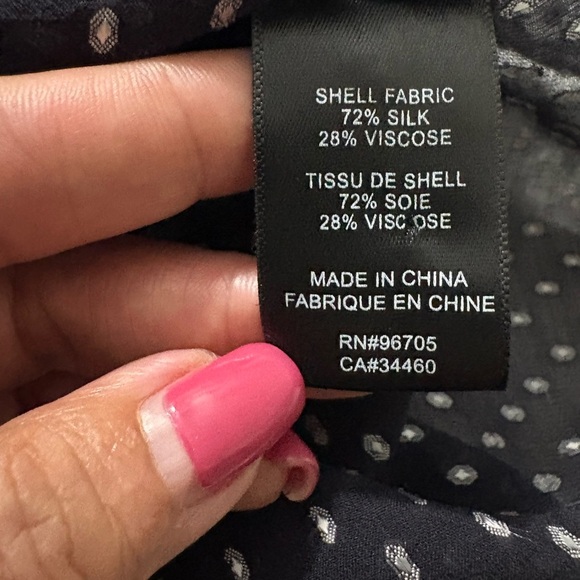 SHELL FABRIC
72% SILK
28% VISCOSE
TISSU DE SHELL
72% SOIE
28% VISCOSE
MADE IN CHINA
FABRIQUE EN CHINE
RN#96705
CA#34460